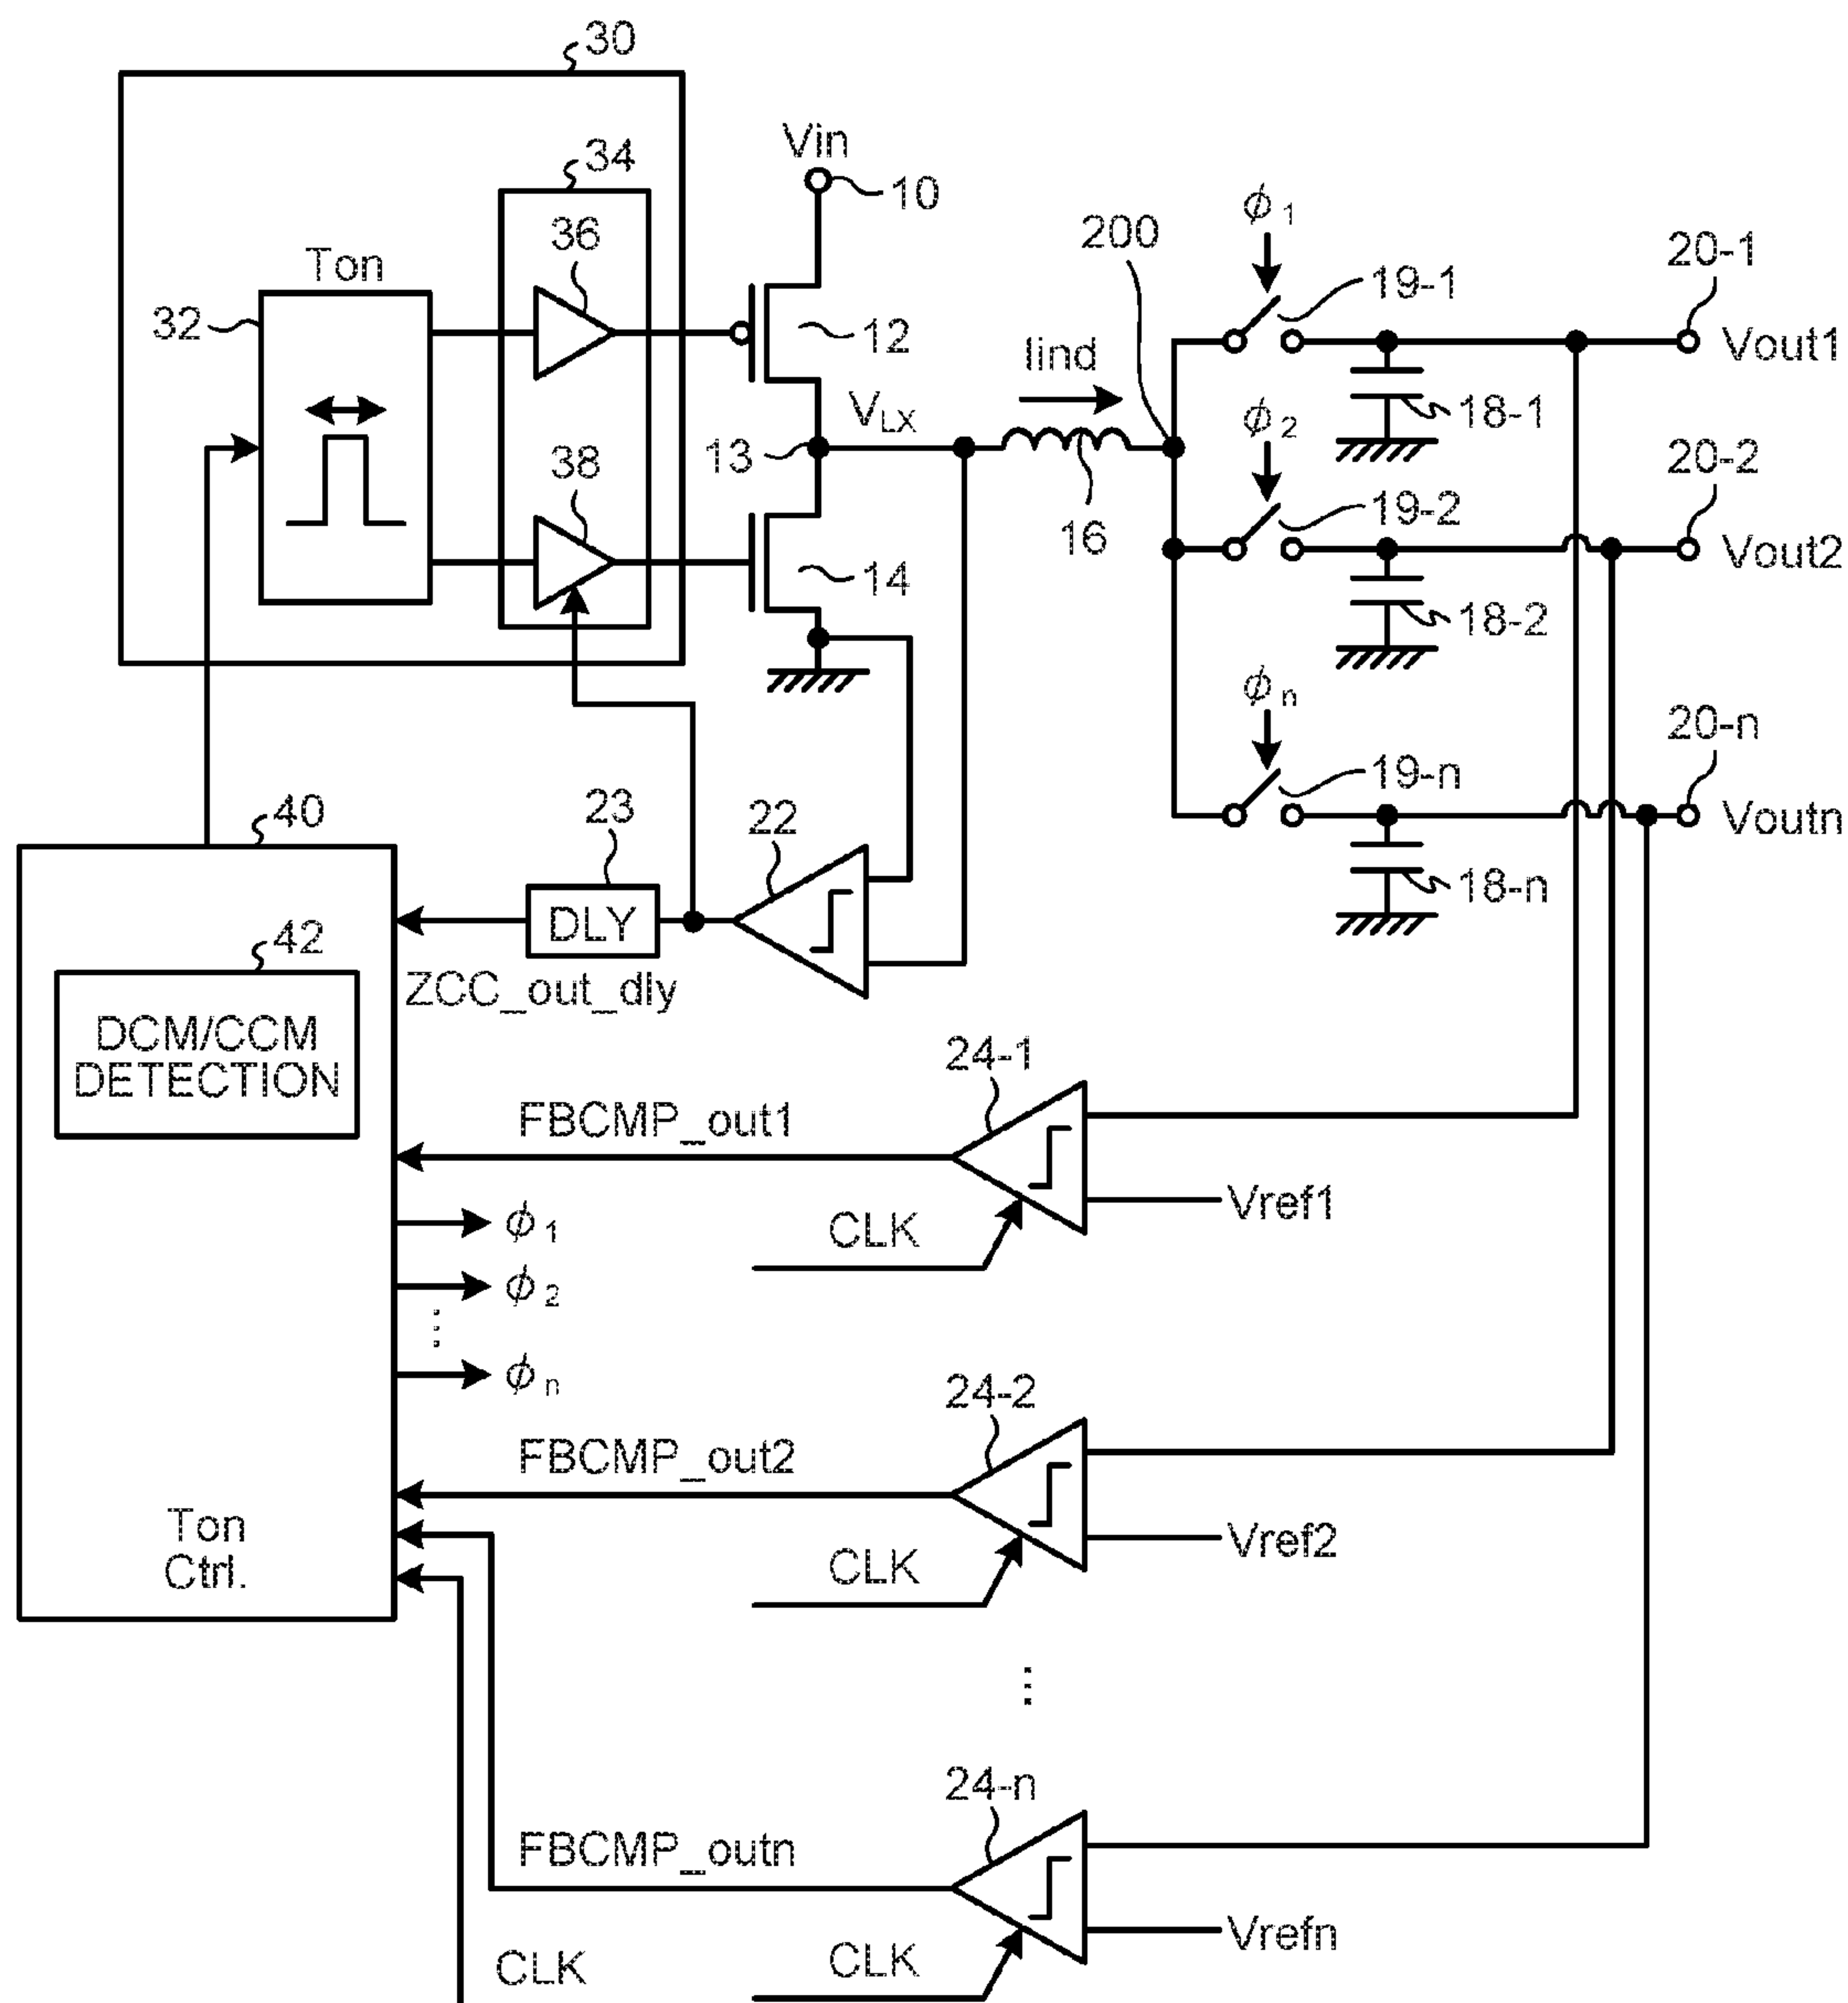 30
34
Vin
10
ϕ1
200
20-1
36
Ton
19-1
32
12
Iind
Vout1
VLX
18-1
ϕ2
13
38
20-2
19-2
16
Vout2
14
18-2
ϕn
20-n
19-n
40
23
22
Voutn
18-n
DLY
42
ZCC_out_dly
DCM/CCM
DETECTION
24-1
FBCMP_out1
Vref1
ϕ1
CLK
ϕ2
⋮
ϕn
24-2
FBCMP_out2
Ton
Ctrl.
Vref2
CLK
⋮
24-n
FBCMP_outn
Vrefn
CLK
CLK